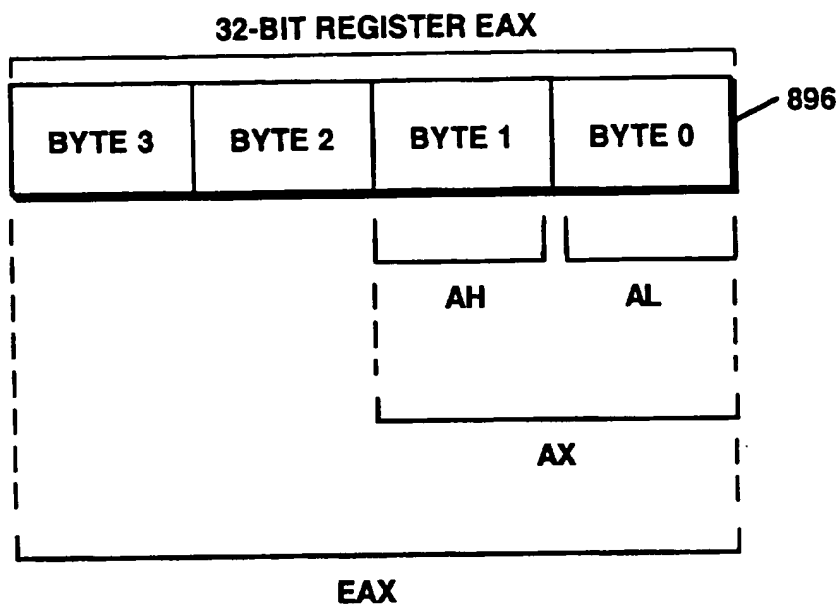 32-BIT REGISTER EAX
896
BYTE 3 BYTE 2 BYTE 1 BYTE 0
AH AL
AX
EAX